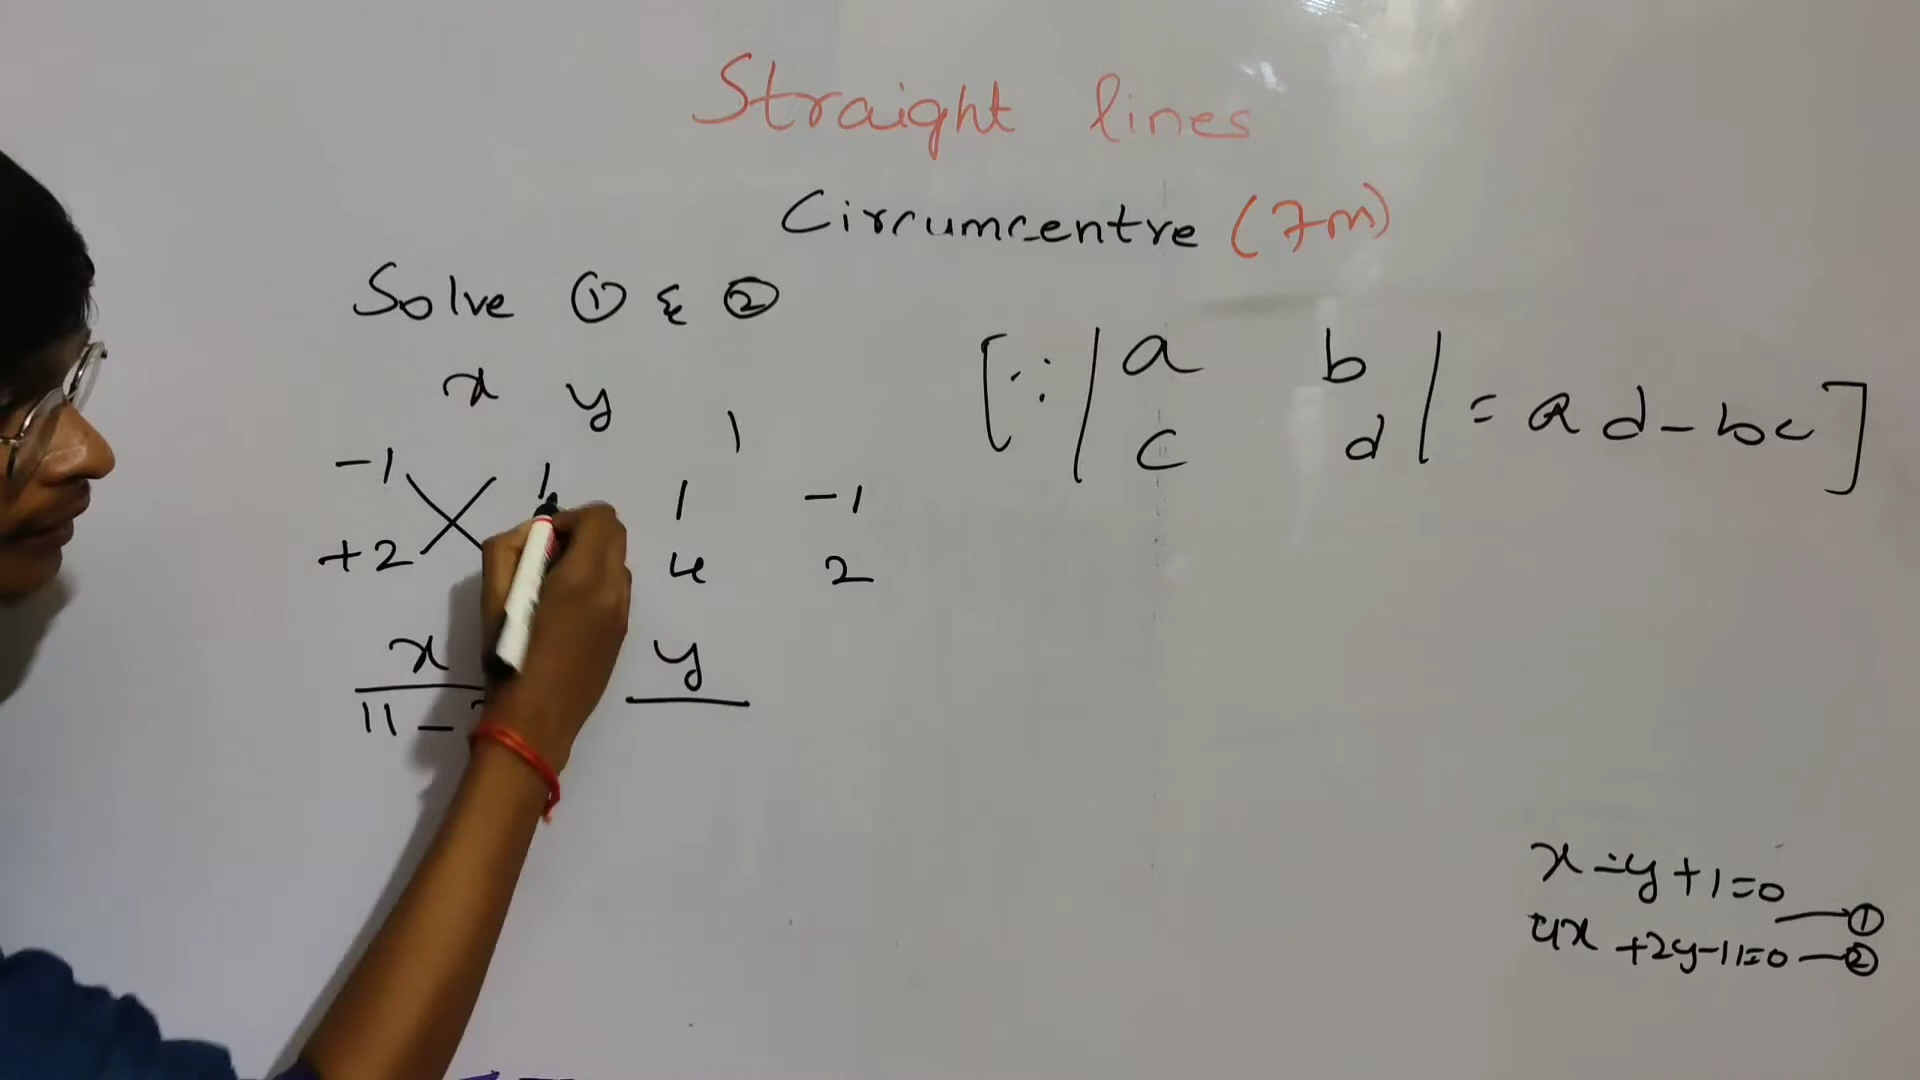 Straight lines
Circumcentre (7m)
Solve ① & ②
[∵ | a b | = ad - bc]
| c d |
x y 1
-1 1 1 -1
+2 4 2
x y
11 -
x - y + 1 = 0 — ①
4x + 2y - 11 = 0 — ②